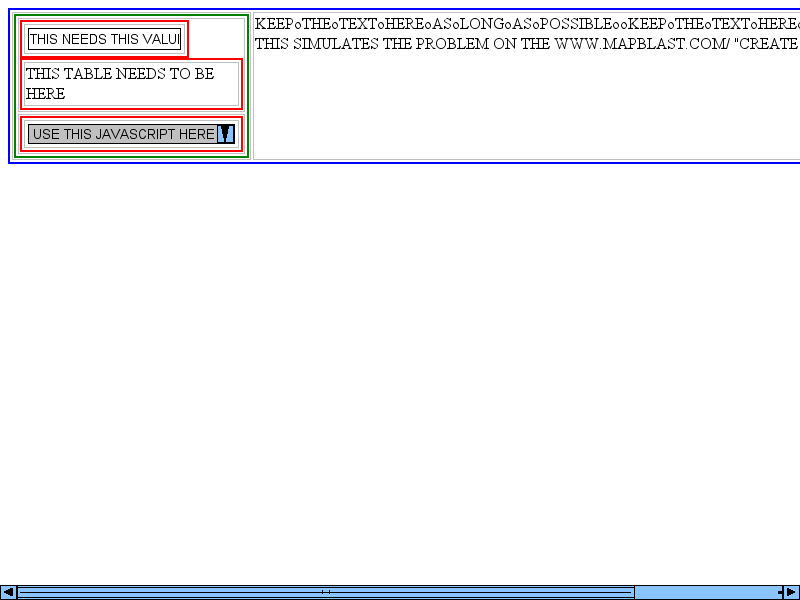 THIS NEEDS THIS VALU
THIS TABLE NEEDS TO BE
HERE
USE THIS JAVASCRIPT HERE
KEEPoTHEoTEXToHEREoASoLONGoASoPOSSIBLEooKEEPoTHEoTEXToHEREo
THIS SIMULATES THE PROBLEM ON THE WWW.MAPBLAST.COM/ "CREATE